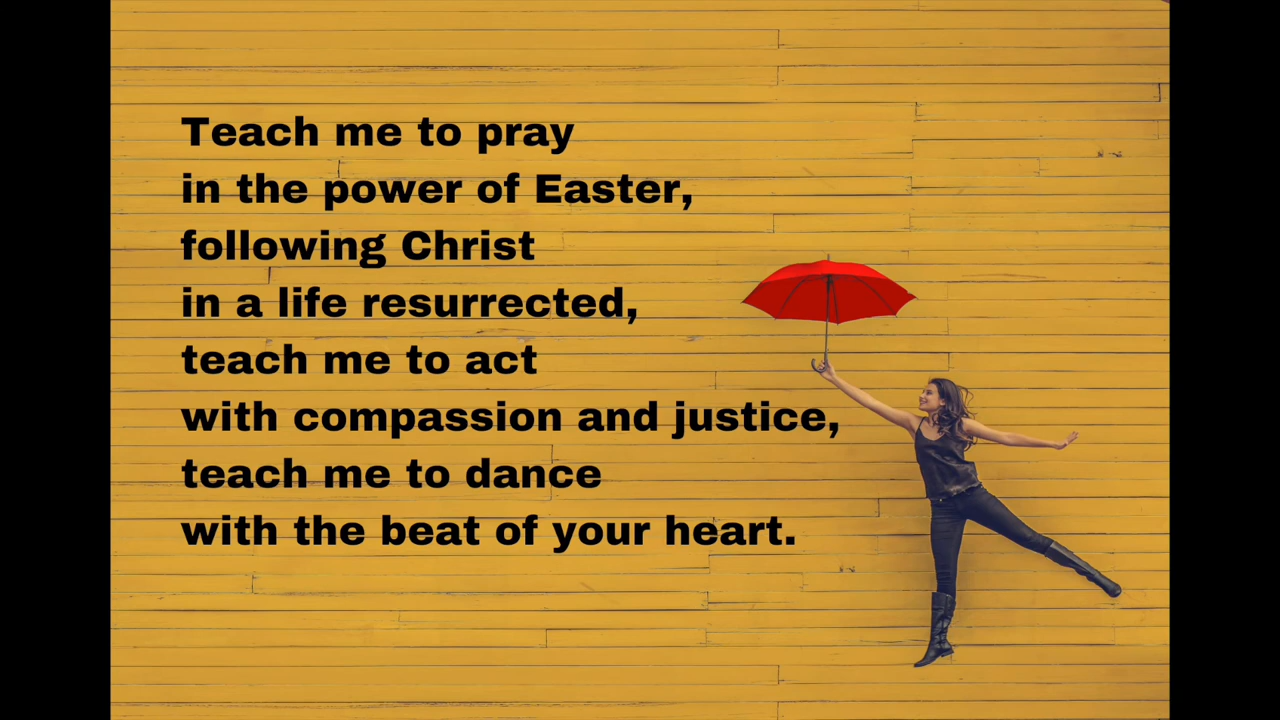 Teach me to pray
in the power of Easter,
following Christ
in a life resurrected,
teach me to act
with compassion and justice,
teach me to dance
with the beat of your heart.